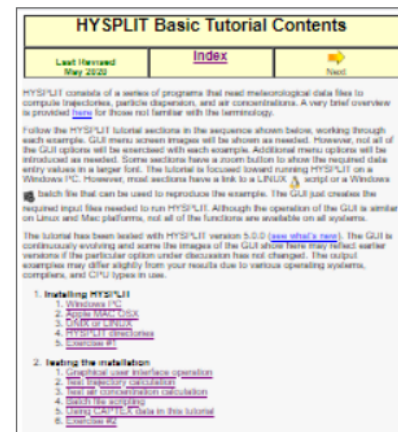 HYSPLIT Basic Tutorial Contents
Last Revised
May 2020
Index
Next
HYSPLIT consists of a series of programs that read meteorological data files to
compute trajectories, particle dispersion, and air concentrations. A very brief overview
is provided here for those not familiar with the terminology.
Follow the HYSPLIT tutorial sections in the sequence shown below, working through
each example. GUI menu screen images will be shown as needed. However, not all of
the GUI options will be exercised with each example. Additional menu options will be
introduced as needed. Some sections have a zoom button to show the required data
entry values in a larger font. The tutorial is focused toward running HYSPLIT on a
Windows PC. However, most sections have a link to a LINUX script or a Windows
batch file that can be used to reproduce the example. The GUI just creates the
required input files needed to run HYSPLIT. Although the operation of the GUI is similar
on Linux and Mac platforms, not all of the functions are available on all systems.
The tutorial has been tested with HYSPLIT version 5.0.0 (see what's new). The GUI is
continuously evolving and some the images of the GUI show here may reflect earlier
versions if the particular option under discussion has not changed. The output
examples may differ slightly from your results due to various operating systems,
compilers, and CPU types in use.
1. Installing HYSPLIT
1. Windows PC
2. Apple MAC OSX
3. UNIX or LINUX
4. HYSPLIT directories
5. Exercise #1
2. Testing the installation
1. Graphical user interface operation
2. Test trajectory calculation
3. Test air concentration calculation
4. Batch file scripting
5. Using CAPTEX data in this tutorial
6. Exercise #2